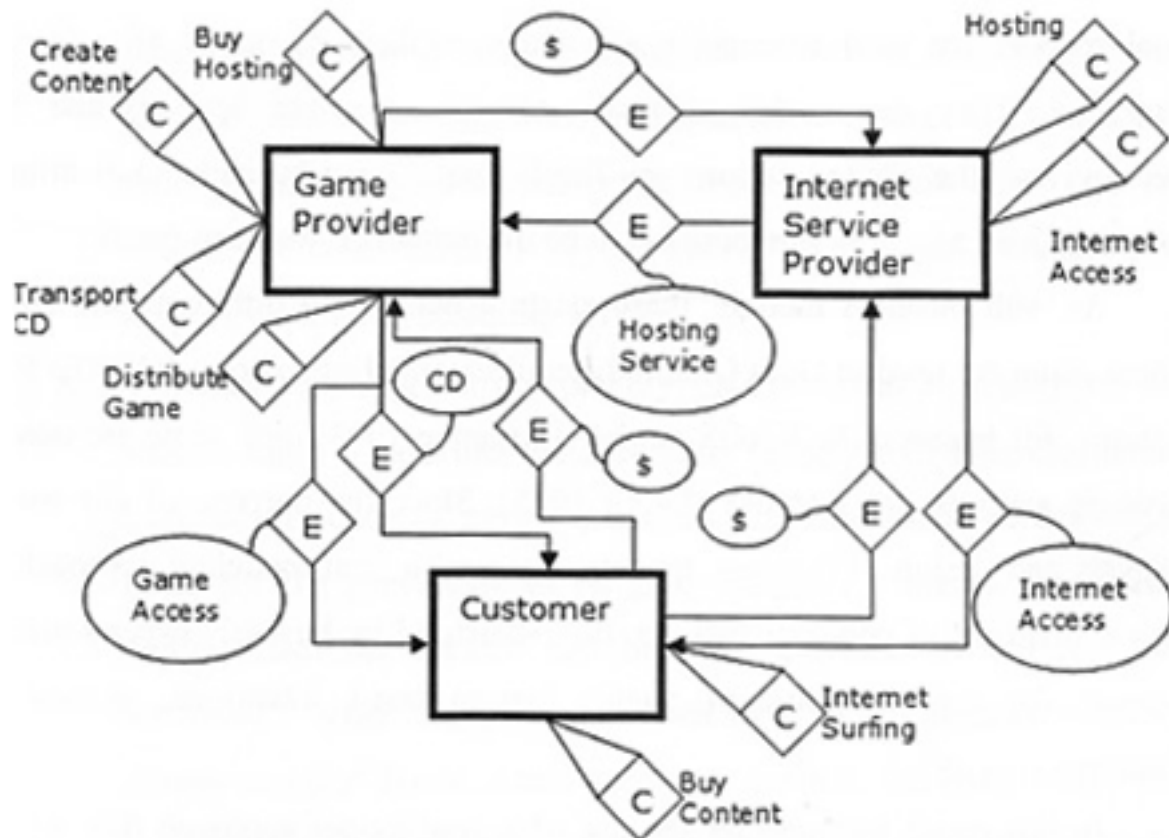 Create
Content
C
Buy
Hosting
C
$
E
Hosting
C
C
Internet
Access
Game
Provider
Internet
Service
Provider
E
Hosting
Service
Transport
CD
C
Distribute
Game
C
CD
E
E
$
E
Game
Access
$
E
E
Internet
Access
Customer
C
Internet
Surfing
C
Buy
Content